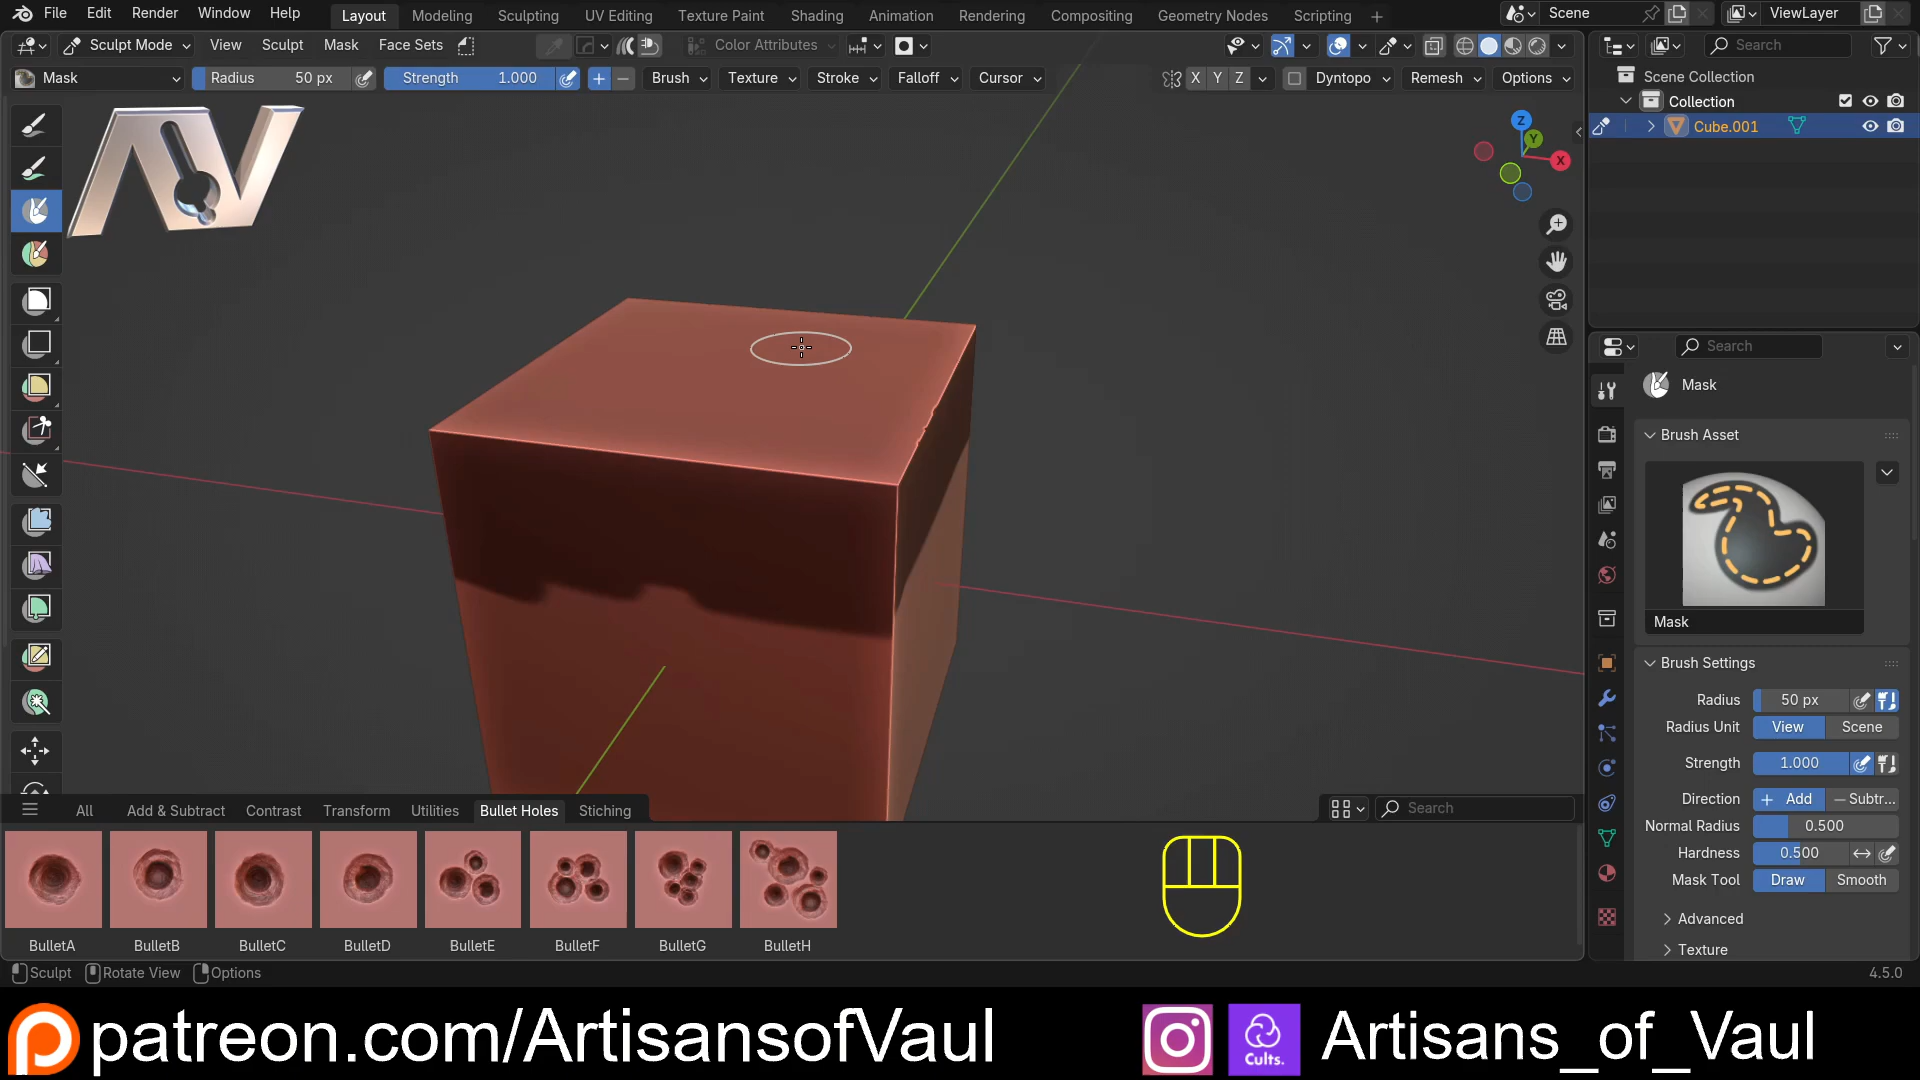 File Edit Render Window Help Layout Modeling Sculpting UV Editing Texture Paint Shading Animation Rendering Compositing Geometry Nodes Scripting + Scene ViewLayer
Sculpt Mode View Sculpt Mask Face Sets Color Attributes Search
Mask Radius 50 px Strength 1.000 + − Brush Texture Stroke Falloff Cursor X Y Z Dyntopo Remesh Options
Scene Collection
Collection
Cube.001
Z
Y
X
Search
Mask
Brush Asset
Mask
Brush Settings
Radius 50 px
Radius Unit View Scene
Strength 1.000
Direction + Add − Subtr...
Normal Radius 0.500
Hardness 0.500
Mask Tool Draw Smooth
Advanced
Texture
All Add & Subtract Contrast Transform Utilities Bullet Holes Stiching Search
BulletA BulletB BulletC BulletD BulletE BulletF BulletG BulletH
Sculpt Rotate View Options 4.5.0
patreon.com/ArtisansofVaul Cults. Artisans_of_Vaul